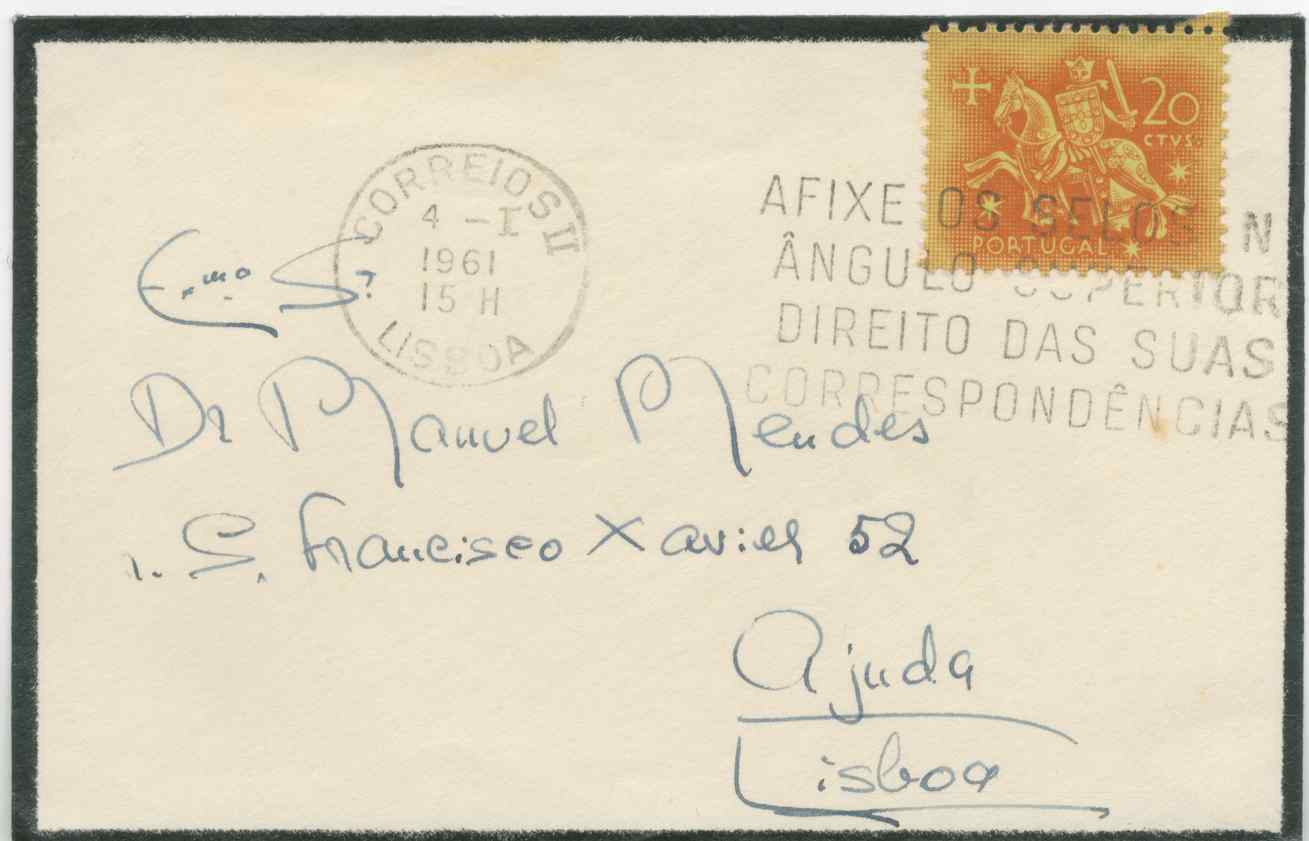 CORREIOS II
4 -I
1961
15 H
LISBOA
20
CTVS.
PORTUGAL
AFIXE OS SELOS N
ÂNGULO SUPERIOR
DIREITO DAS SUAS
CORRESPONDÊNCIAS
Exmo Sr.
Dr Manuel Mendes
r. S. Francisco Xavier 52
Ajuda
Lisboa